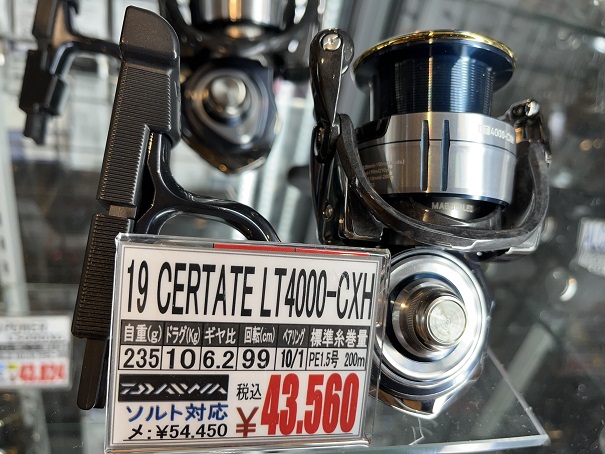 19 CERTATE LT4000-CXH
自重(g) ドラグ(Kg) ギヤ比 回転(cm) ベアリング 標準糸巻量
235 10 6.2 99 10/1 PE1.5号 200m
DAIWA 税込
ソルト対応 ¥43.560
メ:¥54.450
4000-CXH